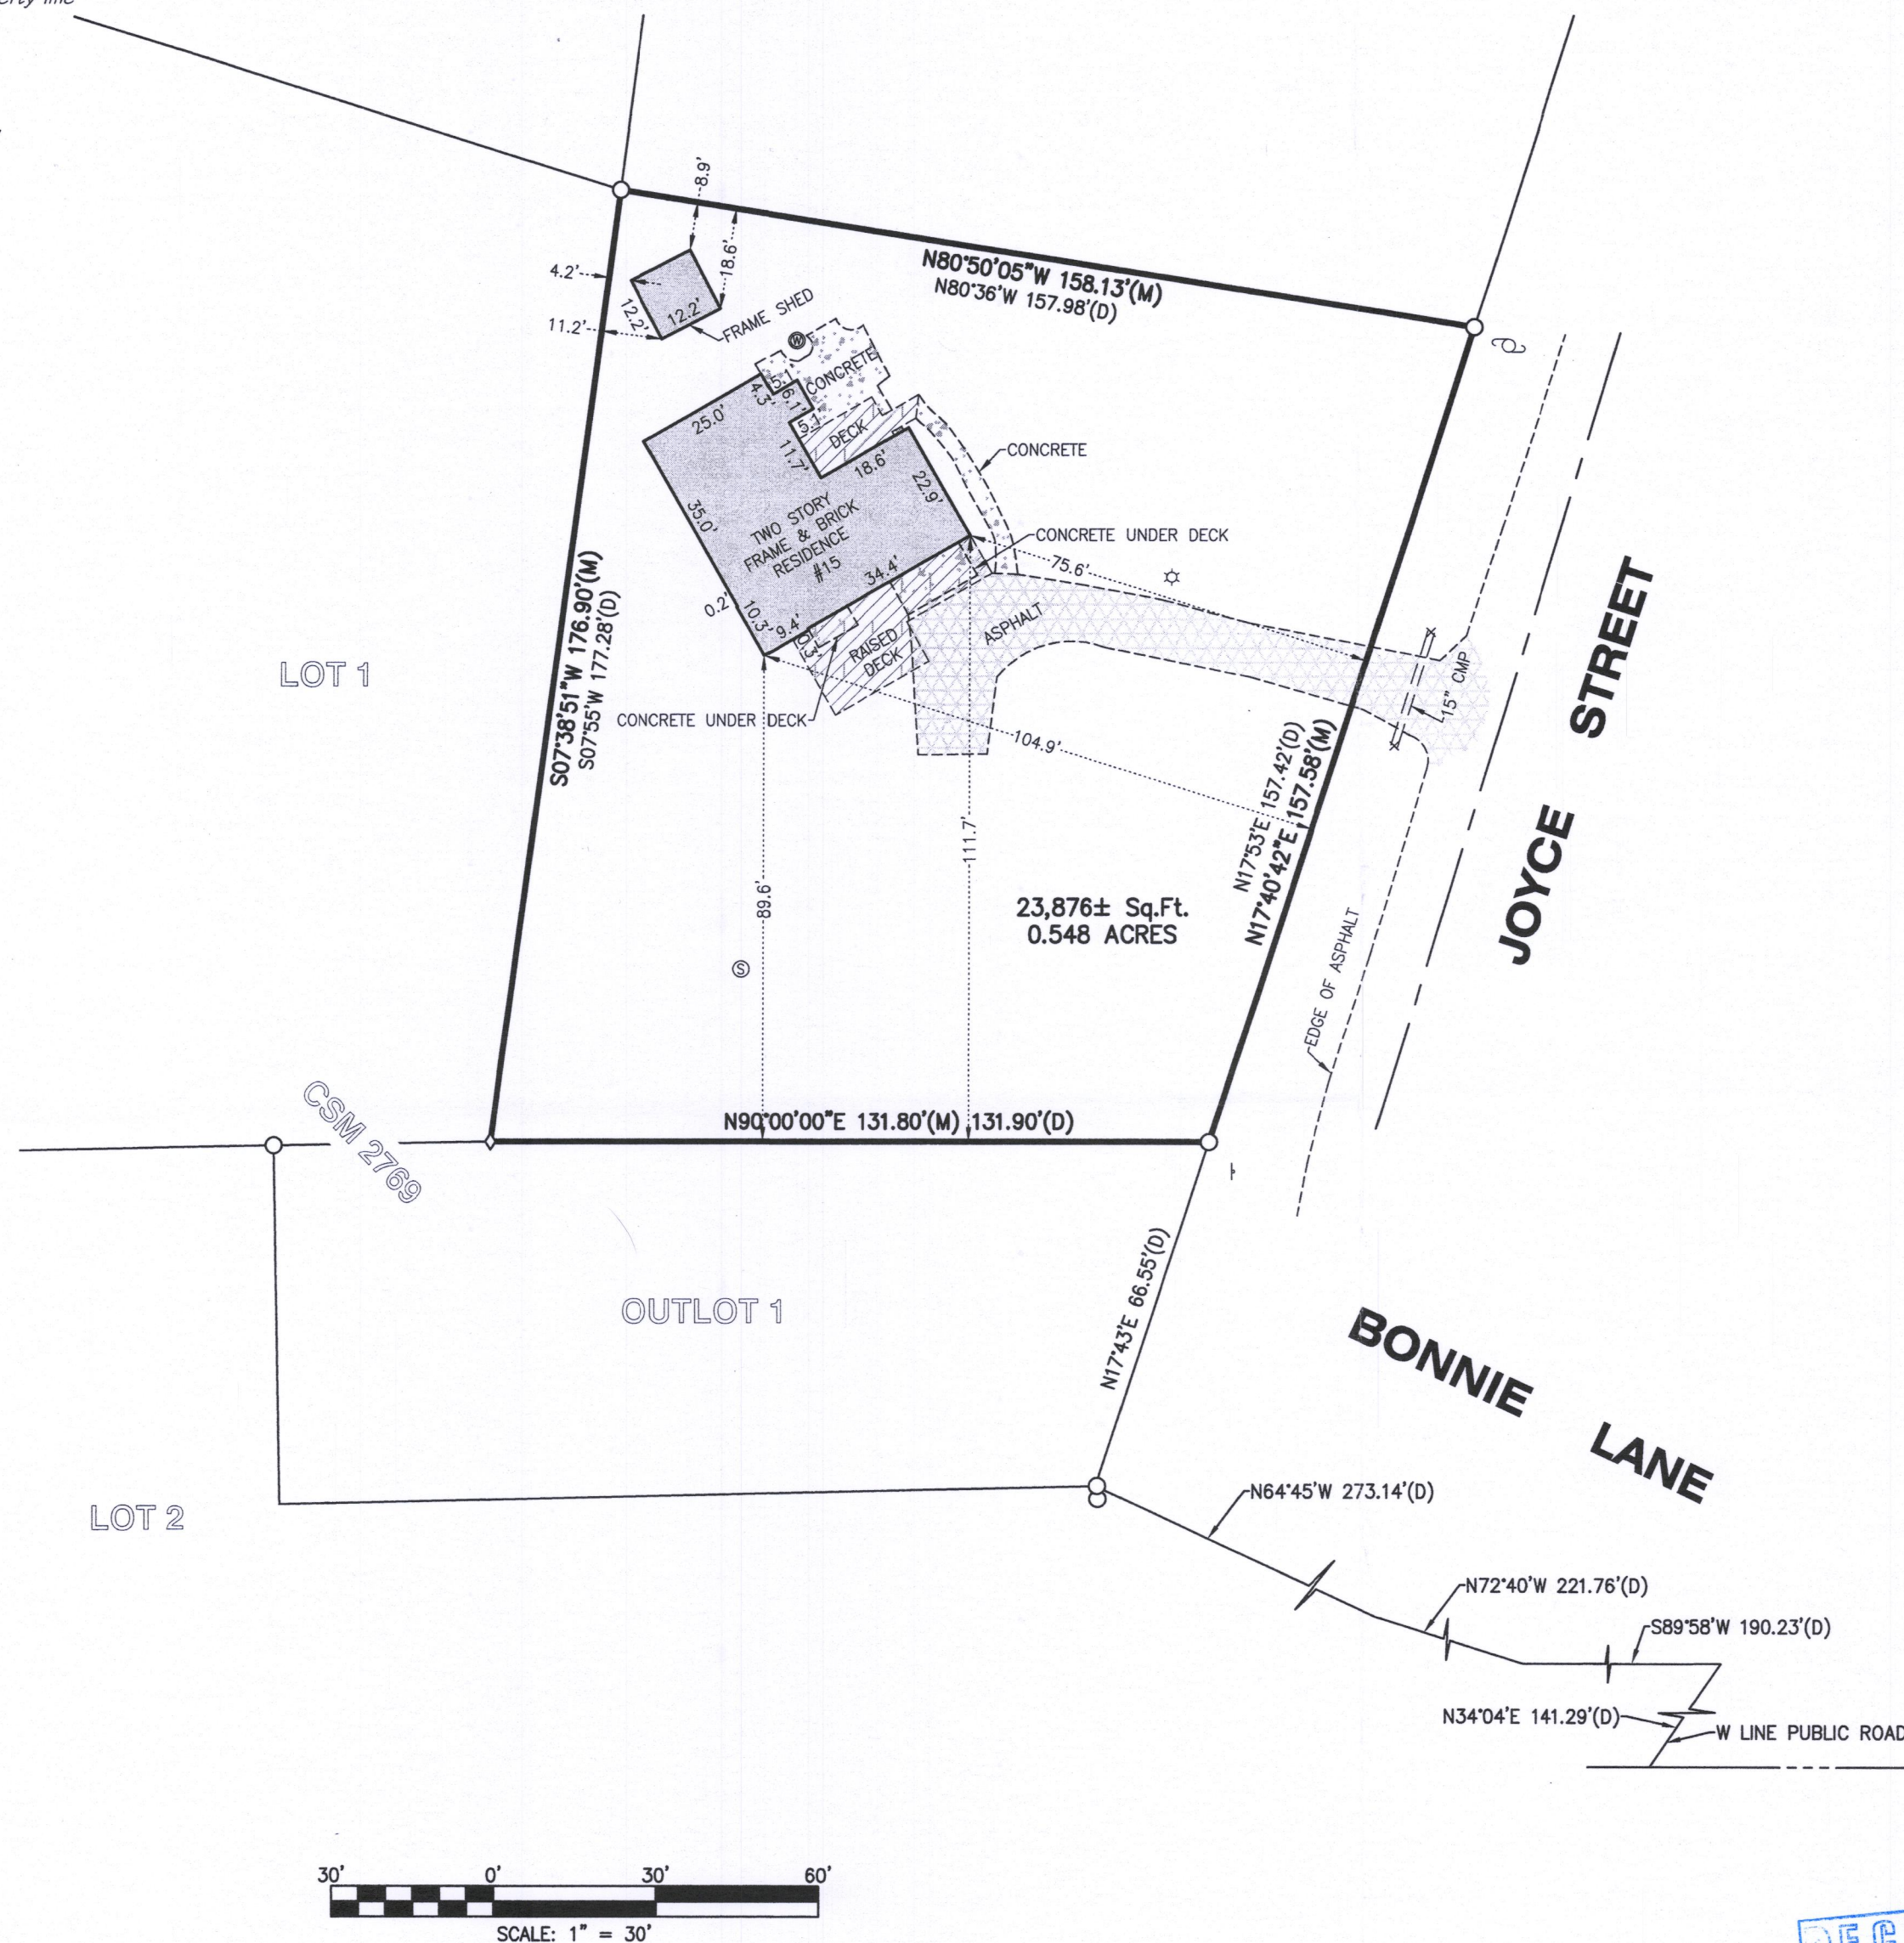 erty line
8.9'
18.6'
4.2'
11.2'
12.2'
12.2'
FRAME SHED
N80°50'05"W 158.13'(M)
N80°36'W 157.98'(D)
W
CONCRETE
5.1'
4.3'
6.1'
5.1'
25.0'
DECK
11.7'
18.6'
22.9'
CONCRETE
35.0'
TWO STORY
FRAME & BRICK
RESIDENCE
#15
CONCRETE UNDER DECK
75.6'
34.4'
0.2'
10.3'
9.4'
0.3'
RAISED
DECK
ASPHALT
CONCRETE UNDER DECK
104.9'
15" CMP
S07°38'51"W 176.90'(M)
S07°55'W 177.28'(D)
LOT 1
N17°53'E 157.42'(D)
N17°40'42"E 157.58'(M)
JOYCE STREET
89.6'
111.7'
23,876± Sq.Ft.
0.548 ACRES
S
EDGE OF ASPHALT
CSM 2769
N90°00'00"E 131.80'(M) 131.90'(D)
N17°43'E 66.55'(D)
OUTLOT 1
BONNIE LANE
LOT 2
N64°45'W 273.14'(D)
N72°40'W 221.76'(D)
S89°58'W 190.23'(D)
N34°04'E 141.29'(D)
W LINE PUBLIC ROAD
30' 0' 30' 60'
SCALE: 1" = 30'
DEC